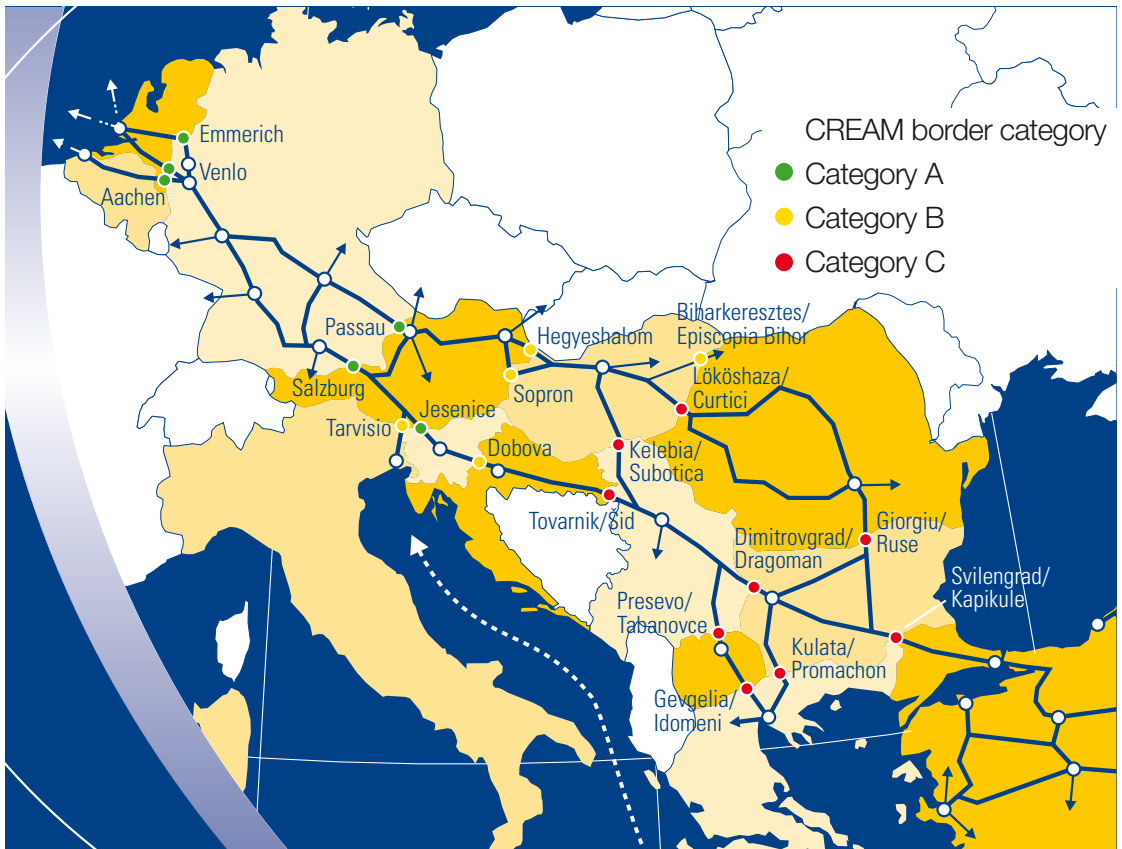 CREAM border category
Category A
Category B
Category C
Emmerich
Venlo
Aachen
Passau
Salzburg
Hegyeshalom
Sopron
Biharkeresztes/
Episcopia Bihor
Lököshaza/
Curtici
Jesenice
Tarvisio
Dobova
Kelebia/
Subotica
Tovarnik/Sid
Dimitrovgrad/
Dragoman
Giorgiu/
Ruse
Svilengrad/
Kapikule
Presevo/
Tabanovce
Kulata/
Promachon
Gevgelia/
Idomeni